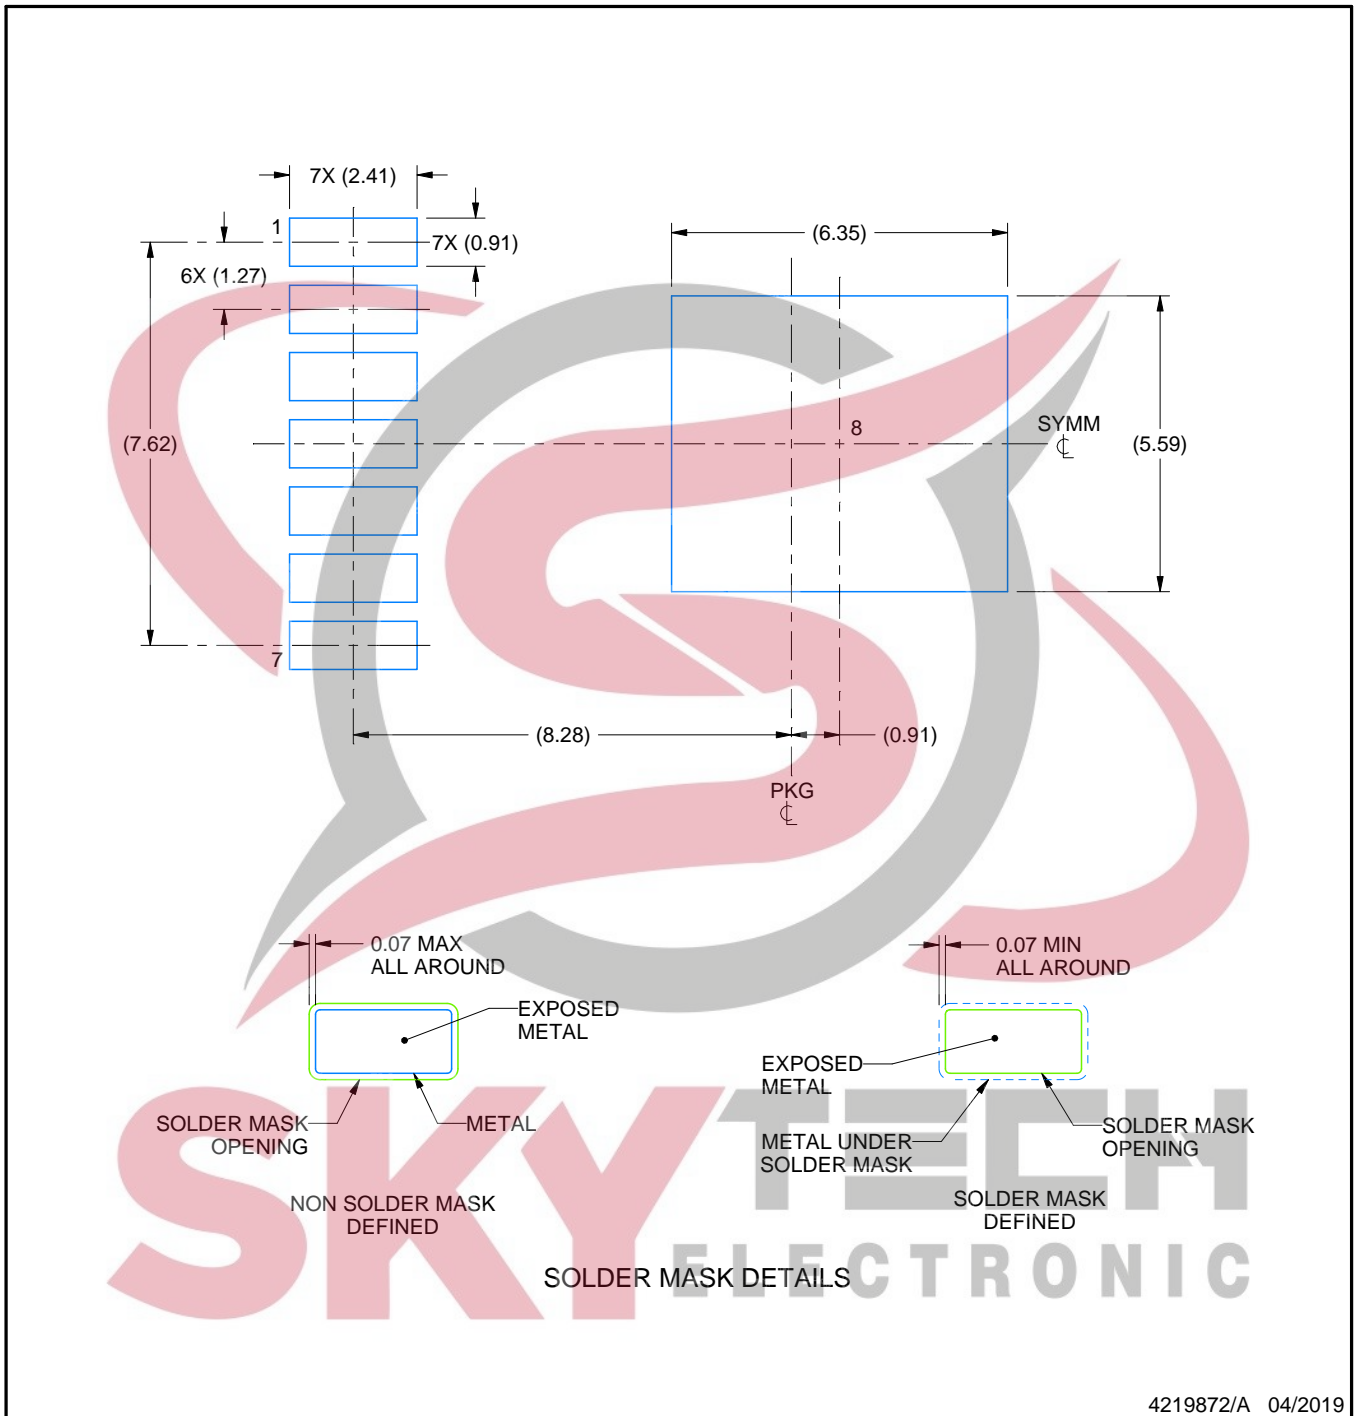 7X (2.41)
1
7X (0.91)
(6.35)
6X (1.27)
8
SYMM
℄
(7.62)
(5.59)
7
(8.28)
(0.91)
PKG
℄
0.07 MAX
ALL AROUND
0.07 MIN
ALL AROUND
EXPOSED
METAL
EXPOSED
METAL
SOLDER MASK
OPENING
METAL
METAL UNDER
SOLDER MASK
SOLDER MASK
OPENING
NON SOLDER MASK
DEFINED
SOLDER MASK
DEFINED
SKY TECH
ELECTRONIC
SOLDER MASK DETAILS
4219872/A 04/2019